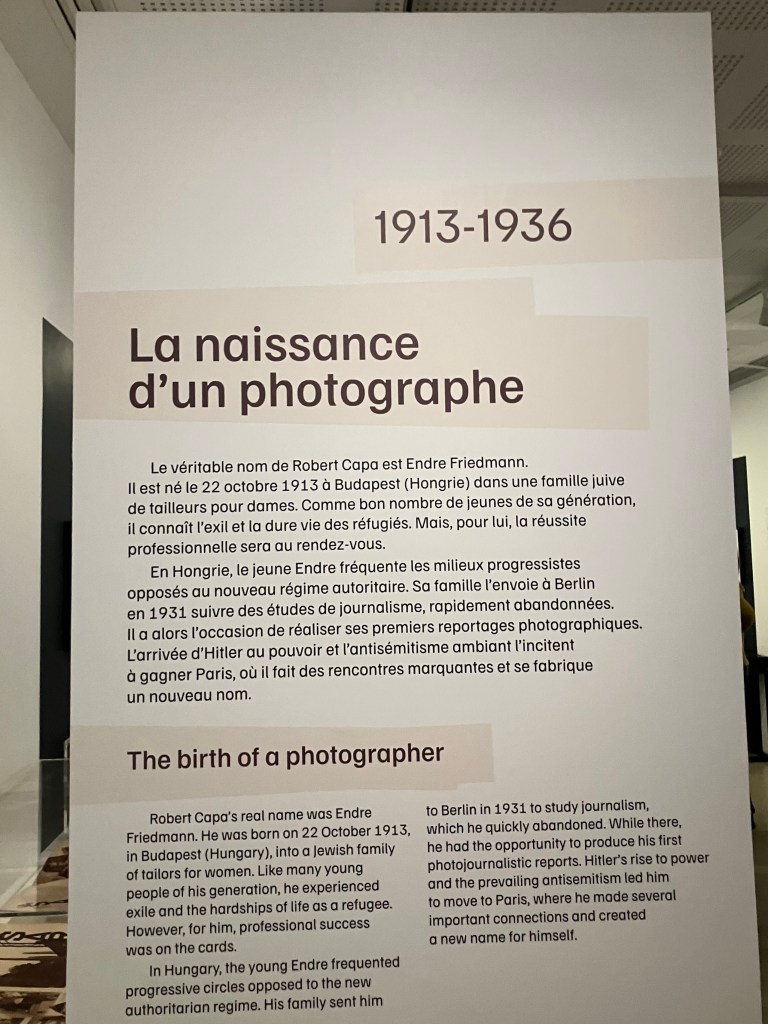 1913-1936
La naissance
d’un photographe
Le véritable nom de Robert Capa est Endre Friedmann.
Il est né le 22 octobre 1913 à Budapest (Hongrie) dans une famille juive
de tailleurs pour dames. Comme bon nombre de jeunes de sa génération,
il connaît l’exil et la dure vie des réfugiés. Mais, pour lui, la réussite
professionnelle sera au rendez-vous.
En Hongrie, le jeune Endre fréquente les milieux progressistes
opposés au nouveau régime autoritaire. Sa famille l’envoie à Berlin
en 1931 suivre des études de journalisme, rapidement abandonnées.
Il a alors l’occasion de réaliser ses premiers reportages photographiques.
L’arrivée d’Hitler au pouvoir et l’antisémitisme ambiant l’incitent
à gagner Paris, où il fait des rencontres marquantes et se fabrique
un nouveau nom.
The birth of a photographer
Robert Capa’s real name was Endre
Friedmann. He was born on 22 October 1913,
in Budapest (Hungary), into a Jewish family
of tailors for women. Like many young
people of his generation, he experienced
exile and the hardships of life as a refugee.
However, for him, professional success
was on the cards.
In Hungary, the young Endre frequented
progressive circles opposed to the new
authoritarian regime. His family sent him
to Berlin in 1931 to study journalism,
which he quickly abandoned. While there,
he had the opportunity to produce his first
photojournalistic reports. Hitler’s rise to power
and the prevailing antisemitism led him
to move to Paris, where he made several
important connections and created
a new name for himself.